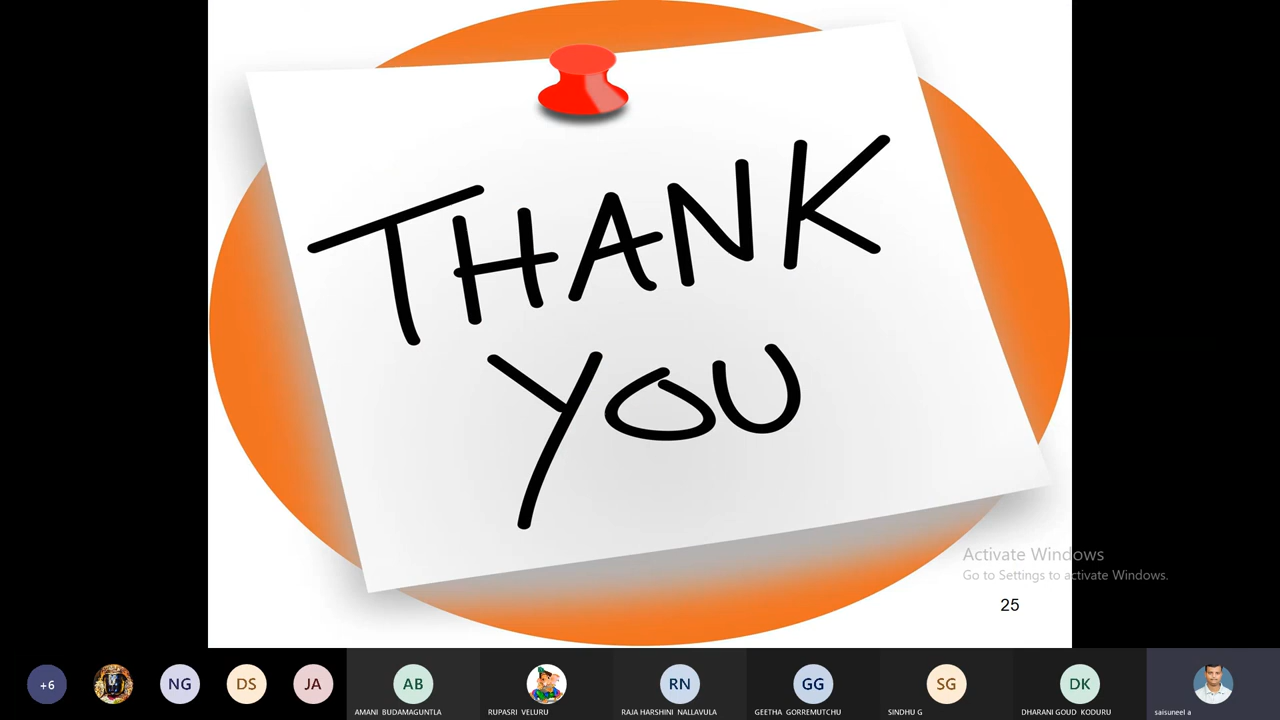 THANK
YOU
Activate Windows
Go to Settings to activate Windows.
25
+6
NG
DS
JA
AB
RN
GG
SG
DK
AMANI BUDAMAGUNTLA
RUPASRI VELURU
RAJA HARSHINI NALLAVULA
GEETHA GORREMUTCHU
SINDHU G
DHARANI GOUD KODURU
saisuneel a